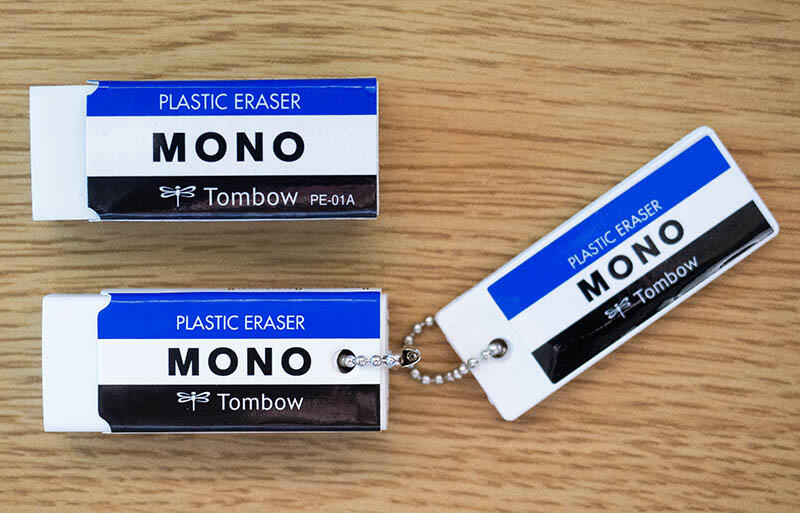 PLASTIC ERASER
MONO
Tombow PE-01A
PLASTIC ERASER
MONO
Tombow
PLASTIC ERASER
MONO
Tombow